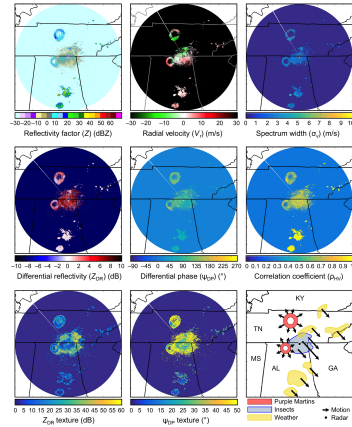 −30−20−10 0 10 20 30 40 50 60
Reflectivity factor (Z) (dBZ)
−30 −20 −10 0 10 20 30
Radial velocity (Vr) (m/s)
0 1 2 3 4 5 6 7 8 9 10
Spectrum width (σv) (m/s)
−10 −8 −6 −4 −2 0 2 4 6 8 10
Differential reflectivity (ZDR) (dB)
−90 −45 0 45 90 135 180 225 270
Differential phase (ψDP) (°)
0.1 0.2 0.3 0.4 0.5 0.6 0.7 0.8 0.9
Correlation coefficient (ρHV)
0 5 10 15 20 25 30 35 40 45 50
ZDR texture (dB)
0 5 10 15 20 25 30 35 40 45 50
ψDP texture (°)
KY
TN
MS
AL
GA
Purple Martins
Insects
Weather
Motion
Radar